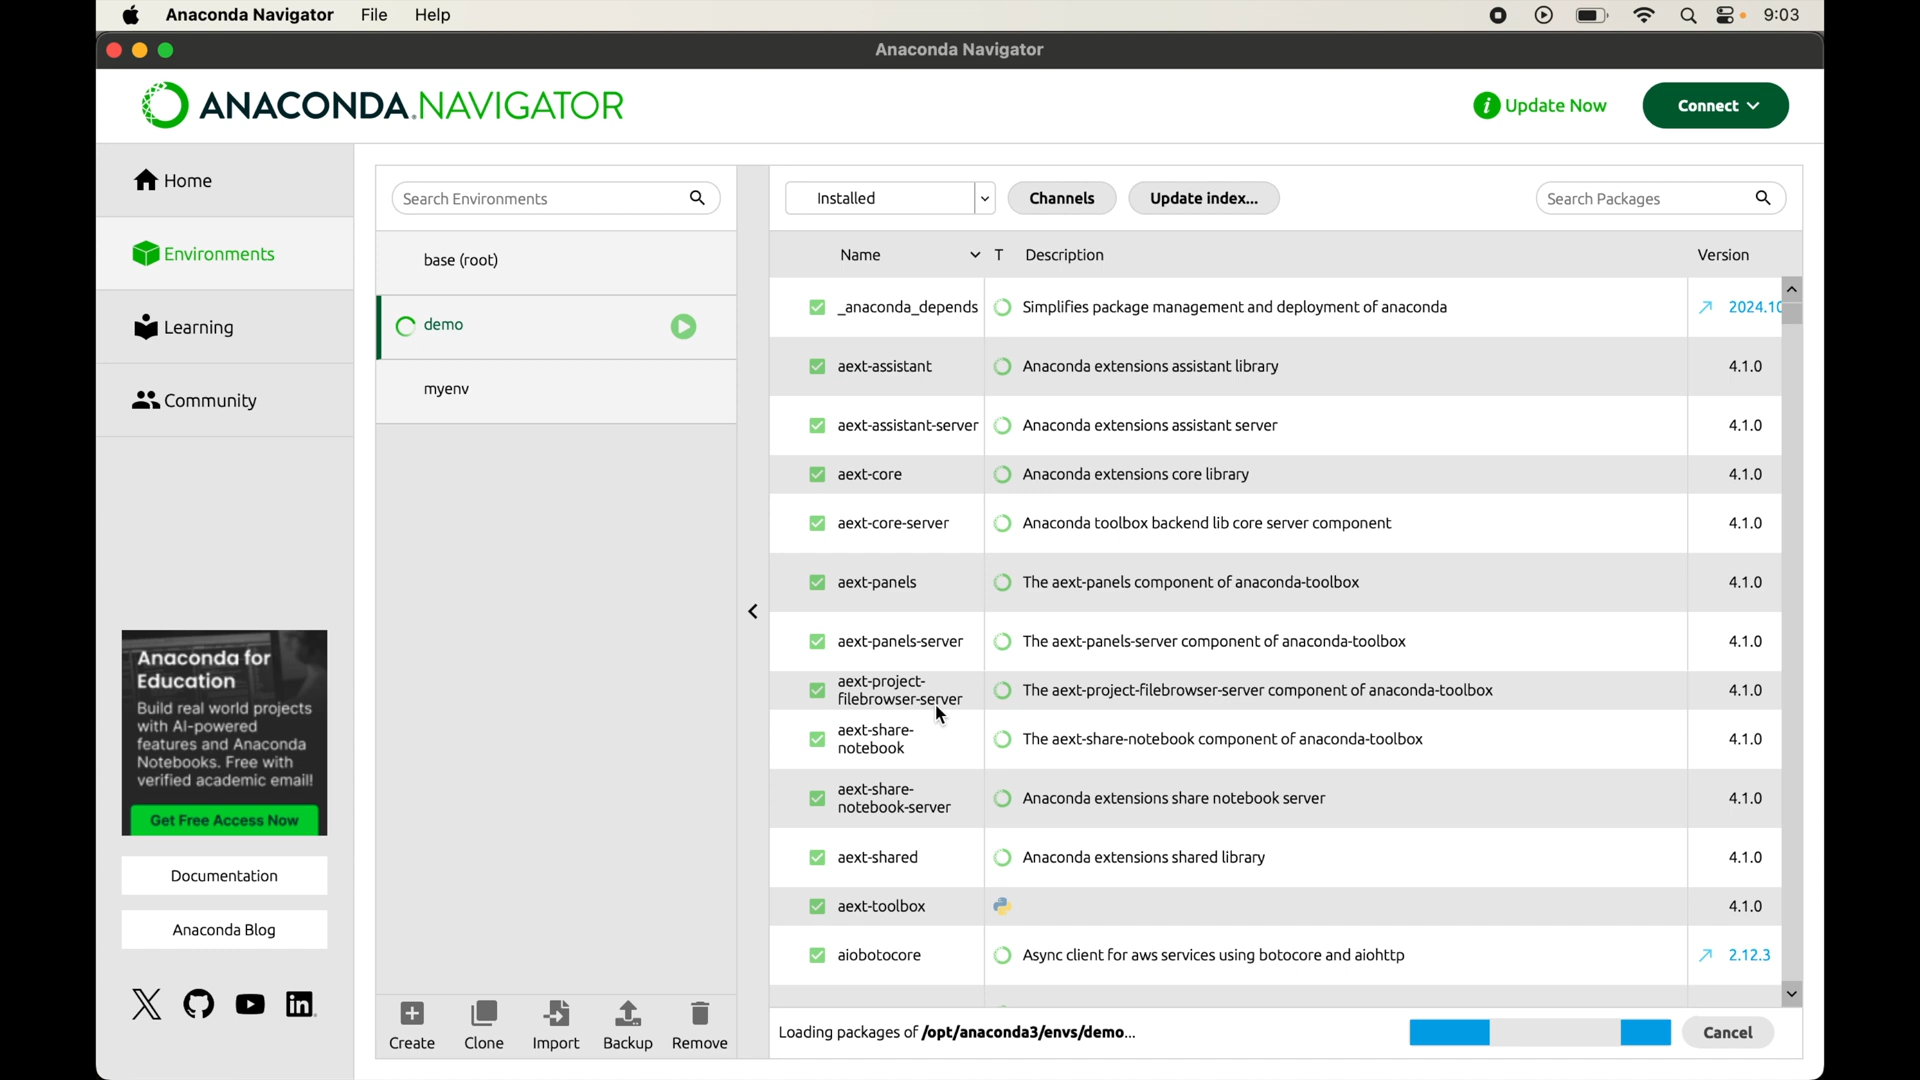 Anaconda Navigator File Help 9:03
Anaconda Navigator
ANACONDA.NAVIGATOR
i Update Now
Connect
Home
Environments
Learning
Community
Anaconda for
Education
Build real world projects
with AI-powered
features and Anaconda
Notebooks. Free with
verified academic email!
Get Free Access Now
Documentation
Anaconda Blog
Search Environments
base (root)
demo
myenv
Create Clone Import Backup Remove
Installed Channels Update index... Search Packages
Name T Description Version
_anaconda_depends Simplifies package management and deployment of anaconda 2024.10
aext-assistant Anaconda extensions assistant library 4.1.0
aext-assistant-server Anaconda extensions assistant server 4.1.0
aext-core Anaconda extensions core library 4.1.0
aext-core-server Anaconda toolbox backend lib core server component 4.1.0
aext-panels The aext-panels component of anaconda-toolbox 4.1.0
aext-panels-server The aext-panels-server component of anaconda-toolbox 4.1.0
aext-project-
filebrowser-server The aext-project-filebrowser-server component of anaconda-toolbox 4.1.0
aext-share-
notebook The aext-share-notebook component of anaconda-toolbox 4.1.0
aext-share-
notebook-server Anaconda extensions share notebook server 4.1.0
aext-shared Anaconda extensions shared library 4.1.0
aext-toolbox 4.1.0
aiobotocore Async client for aws services using botocore and aiohttp 2.12.3
Loading packages of /opt/anaconda3/envs/demo... Cancel